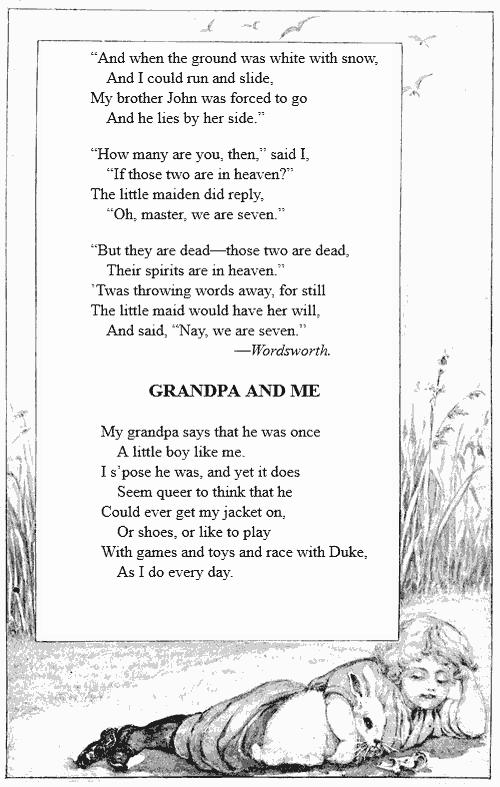 “And when the ground was white with snow,
And I could run and slide,
My brother John was forced to go
And he lies by her side.”
“How many are you, then,” said I,
“If those two are in heaven?”
The little maiden did reply,
“Oh, master, we are seven.”
“But they are dead—those two are dead,
Their spirits are in heaven.”
’Twas throwing words away, for still
The little maid would have her will,
And said, “Nay, we are seven.”
—Wordsworth.
GRANDPA AND ME
My grandpa says that he was once
A little boy like me.
I s’pose he was, and yet it does
Seem queer to think that he
Could ever get my jacket on,
Or shoes, or like to play
With games and toys and race with Duke,
As I do every day.